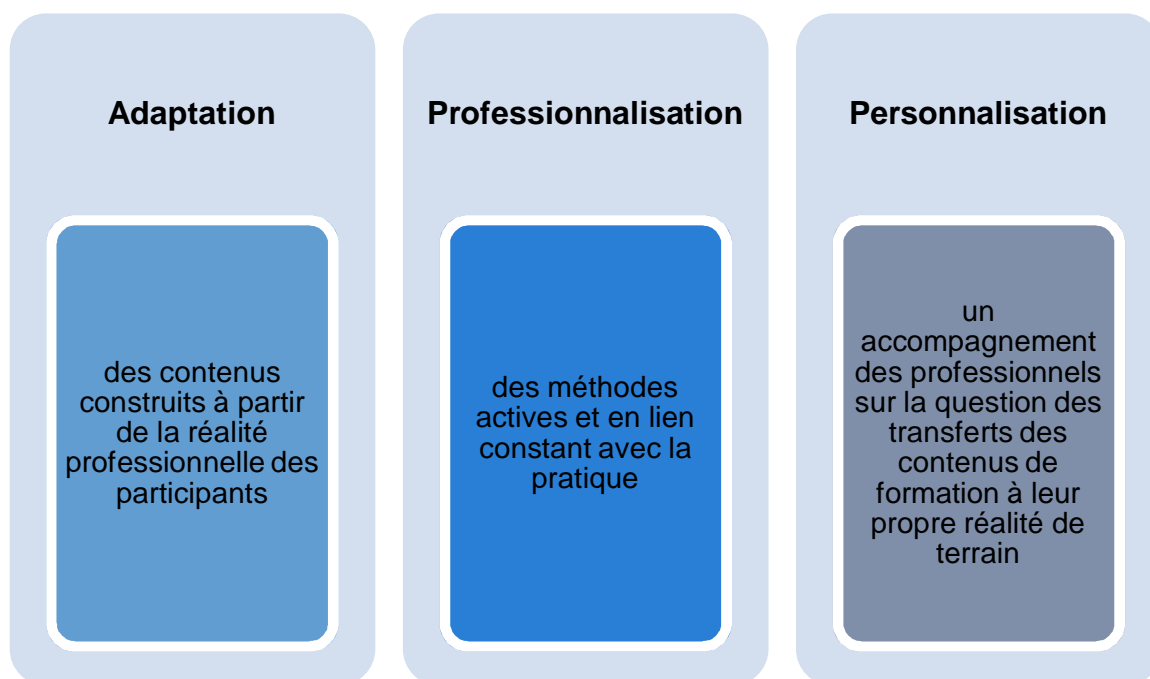 Adaptation
des contenus
construits à partir
de la réalité
professionnelle des
participants
Professionnalisation
des méthodes
actives et en lien
constant avec la
pratique
Personnalisation
un
accompagnement
des professionnels
sur la question des
transferts des
contenus de
formation à leur
propre réalité de
terrain